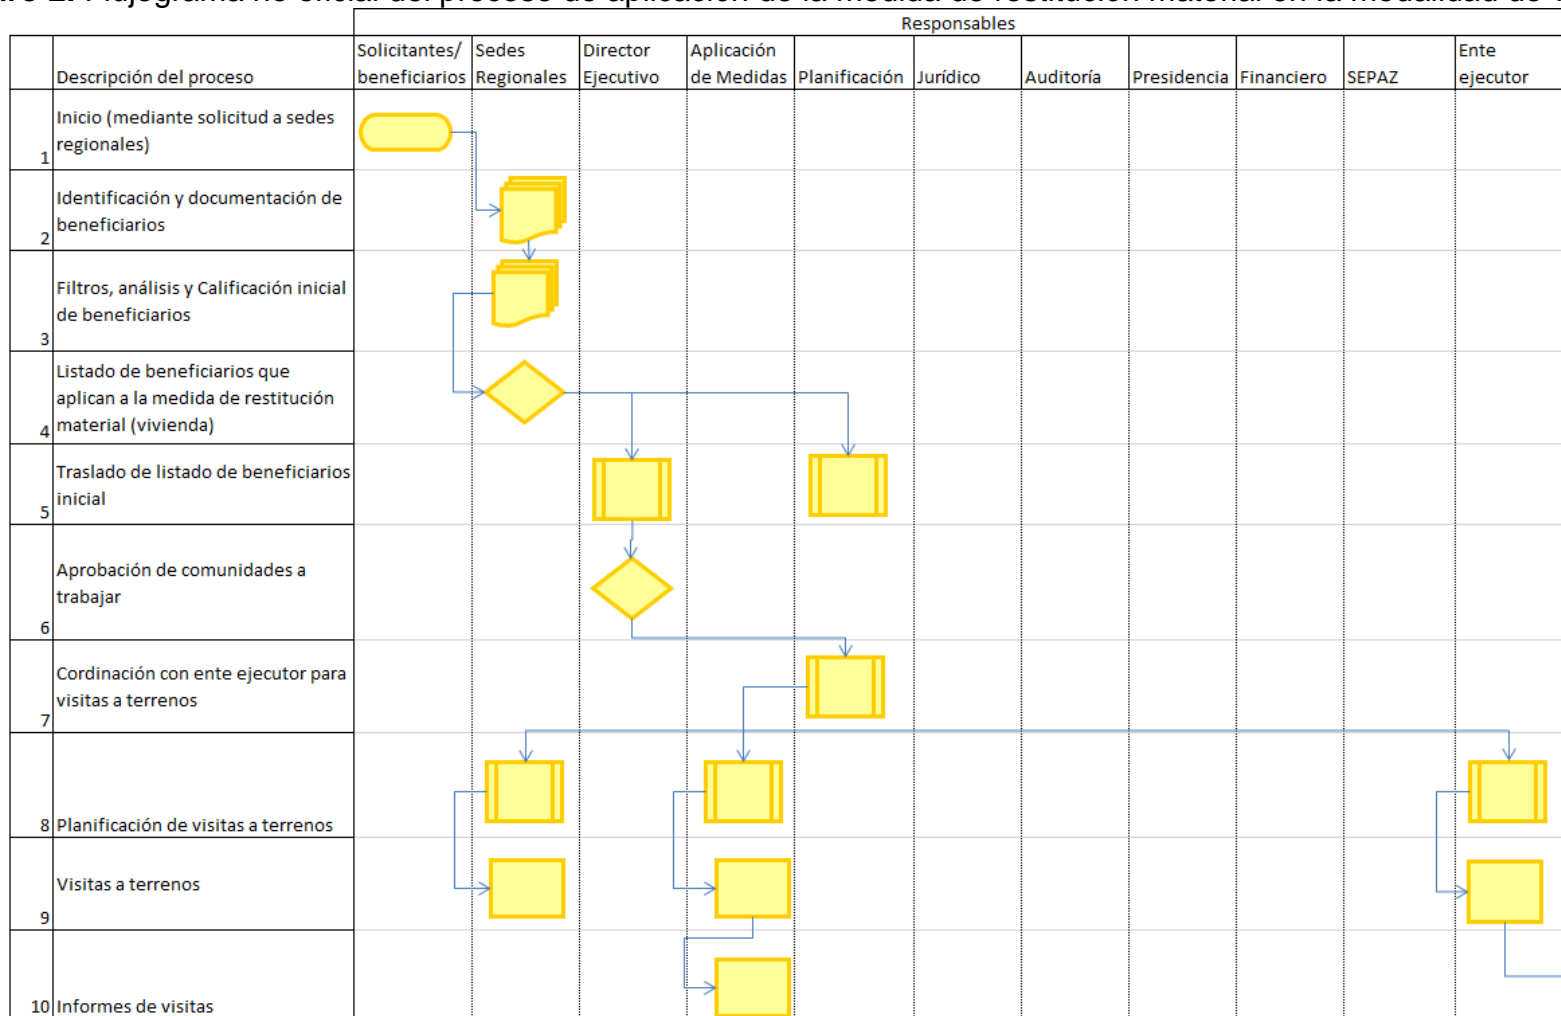 Responsables
Solicitantes/ Sedes Director Aplicación Ente
Descripción del proceso beneficiarios Regionales Ejecutivo de Medidas Planificación Jurídico Auditoría Presidencia Financiero SEPAZ ejecutor
Inicio (mediante solicitud a sedes
regionales)
1
Identificación y documentación de
beneficiarios
2
Filtros, análisis y Calificación inicial
de beneficiarios
3
Listado de beneficiarios que
aplican a la medida de restitución
4 material (vivienda)
Traslado de listado de beneficiarios
inicial
5
Aprobación de comunidades a
trabajar
6
Cordinación con ente ejecutor para
visitas a terrenos
7
8 Planificación de visitas a terrenos
Visitas a terrenos
9
10 Informes de visitas